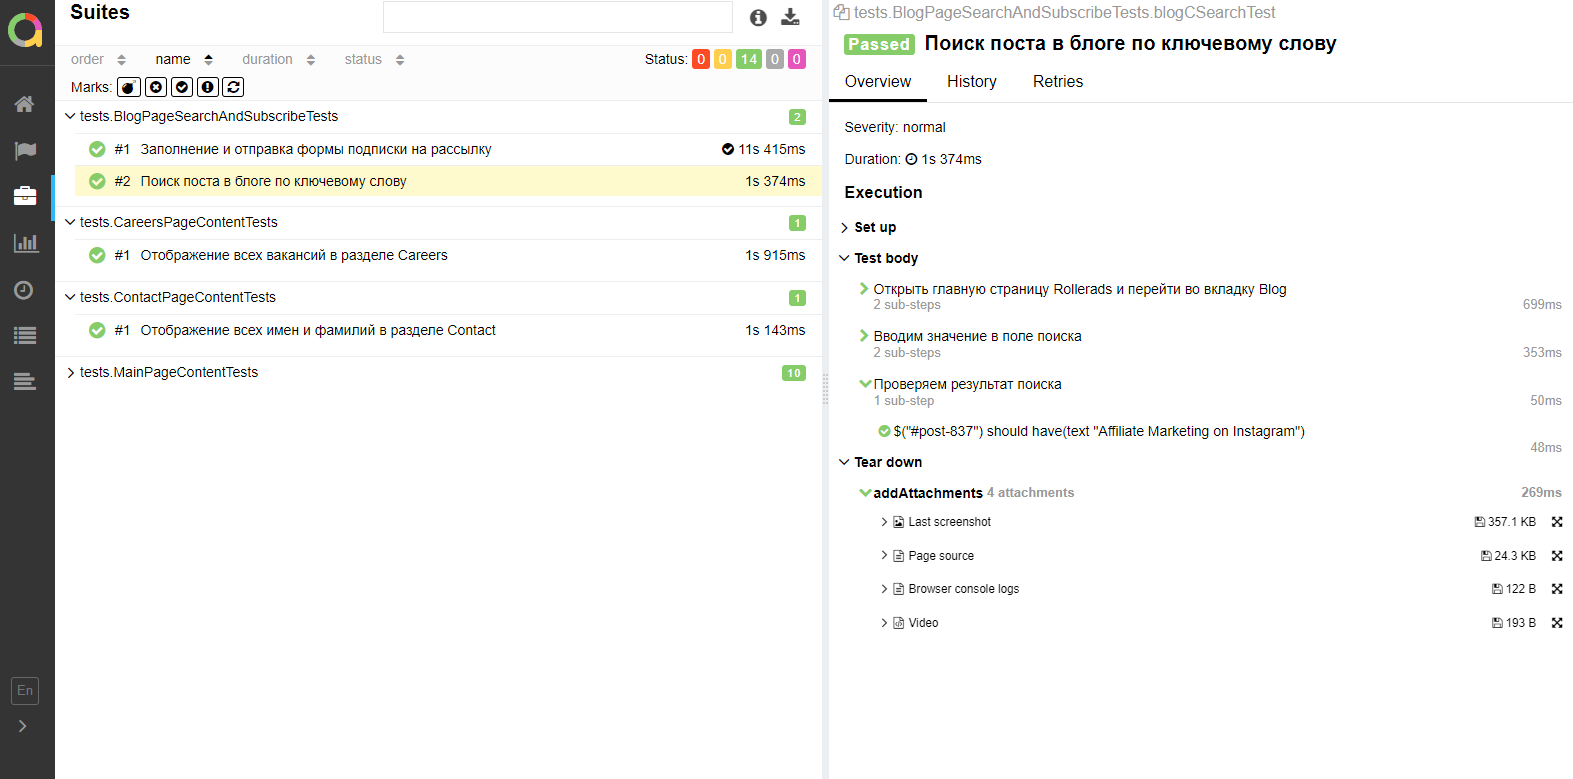 Suites
order name duration status Status: 0 0 14 0 0
Marks:
tests.BlogPageSearchAndSubscribeTests 2
#1 Заполнение и отправка формы подписки на рассылку 11s 415ms
#2 Поиск поста в блоге по ключевому слову 1s 374ms
tests.CareersPageContentTests 1
#1 Отображение всех вакансий в разделе Careers 1s 915ms
tests.ContactPageContentTests 1
#1 Отображение всех имен и фамилий в разделе Contact 1s 143ms
tests.MainPageContentTests 10
En
tests.BlogPageSearchAndSubscribeTests.blogCSearchTest
Passed Поиск поста в блоге по ключевому слову
Overview History Retries
Severity: normal
Duration: 1s 374ms
Execution
Set up
Test body
Открыть главную страницу Rollerads и перейти во вкладку Blog
2 sub-steps 699ms
Вводим значение в поле поиска
2 sub-steps 353ms
Проверяем результат поиска
1 sub-step 50ms
$("#post-837") should have(text "Affiliate Marketing on Instagram")
48ms
Tear down
addAttachments 4 attachments 269ms
Last screenshot 357.1 KB
Page source 24.3 KB
Browser console logs 122 B
Video 193 B